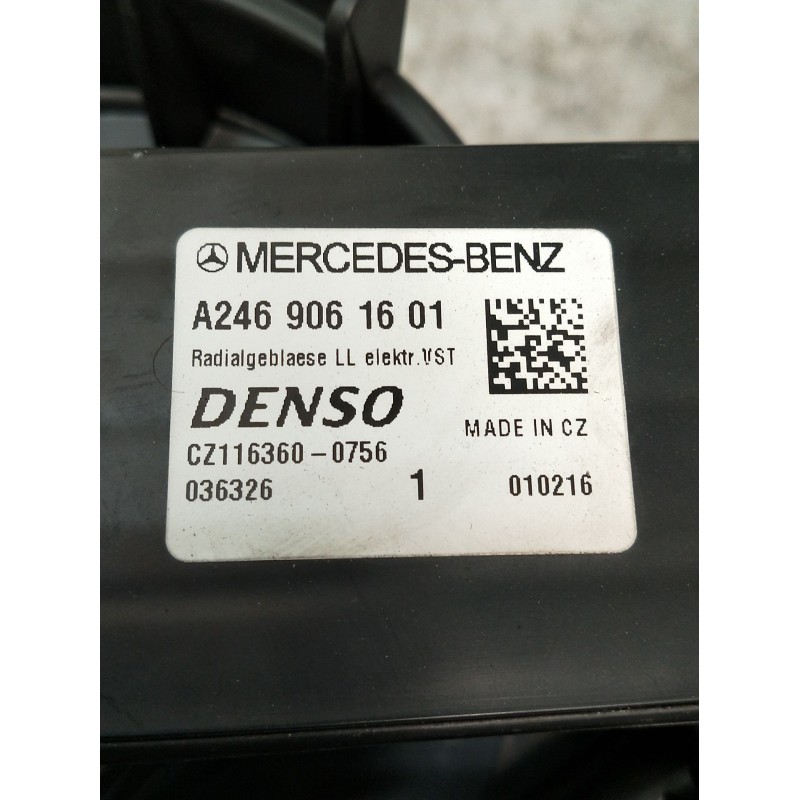 MERCEDES-BENZ
A246 906 16 01
Radialgeblaese LL elektr.VST
DENSO
MADE IN CZ
CZ116360-0756
036326 1 010216